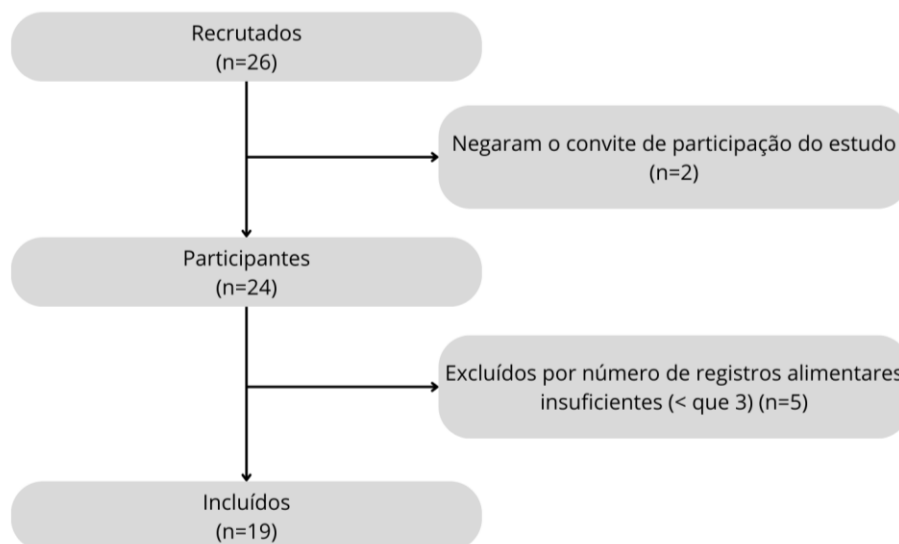 Recrutados
(n=26)
Negaram o convite de participação do estudo
(n=2)
Participantes
(n=24)
Excluídos por número de registros alimentares
insuficientes (< que 3) (n=5)
Incluídos
(n=19)